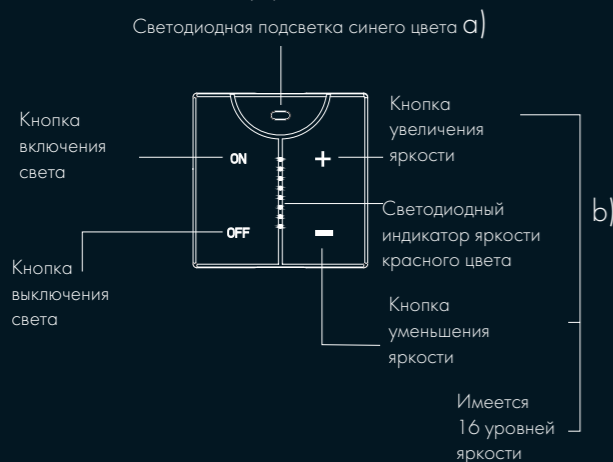 Светодиодная подсветка синего цвета a)
Кнопка
включения
света
Кнопка
увеличения
яркости
ON
+
Светодиодный
индикатор яркости
красного цвета
b)
OFF
−
Кнопка
выключения
света
Кнопка
уменьшения
яркости
Имеется
16 уровней
яркости